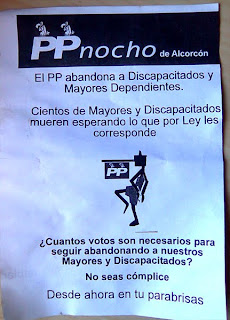 PPnocho de Alcorcón
El PP abandona a Discapacitados y
Mayores Dependientes.
Cientos de Mayores y Discapacitados
mueren esperando lo que por Ley les
corresponde
PP
¿Cuantos votos son necesarios para
seguir abandonando a nuestros
Mayores y Discapacitados?
No seas cómplice
Desde ahora en tu parabrisas